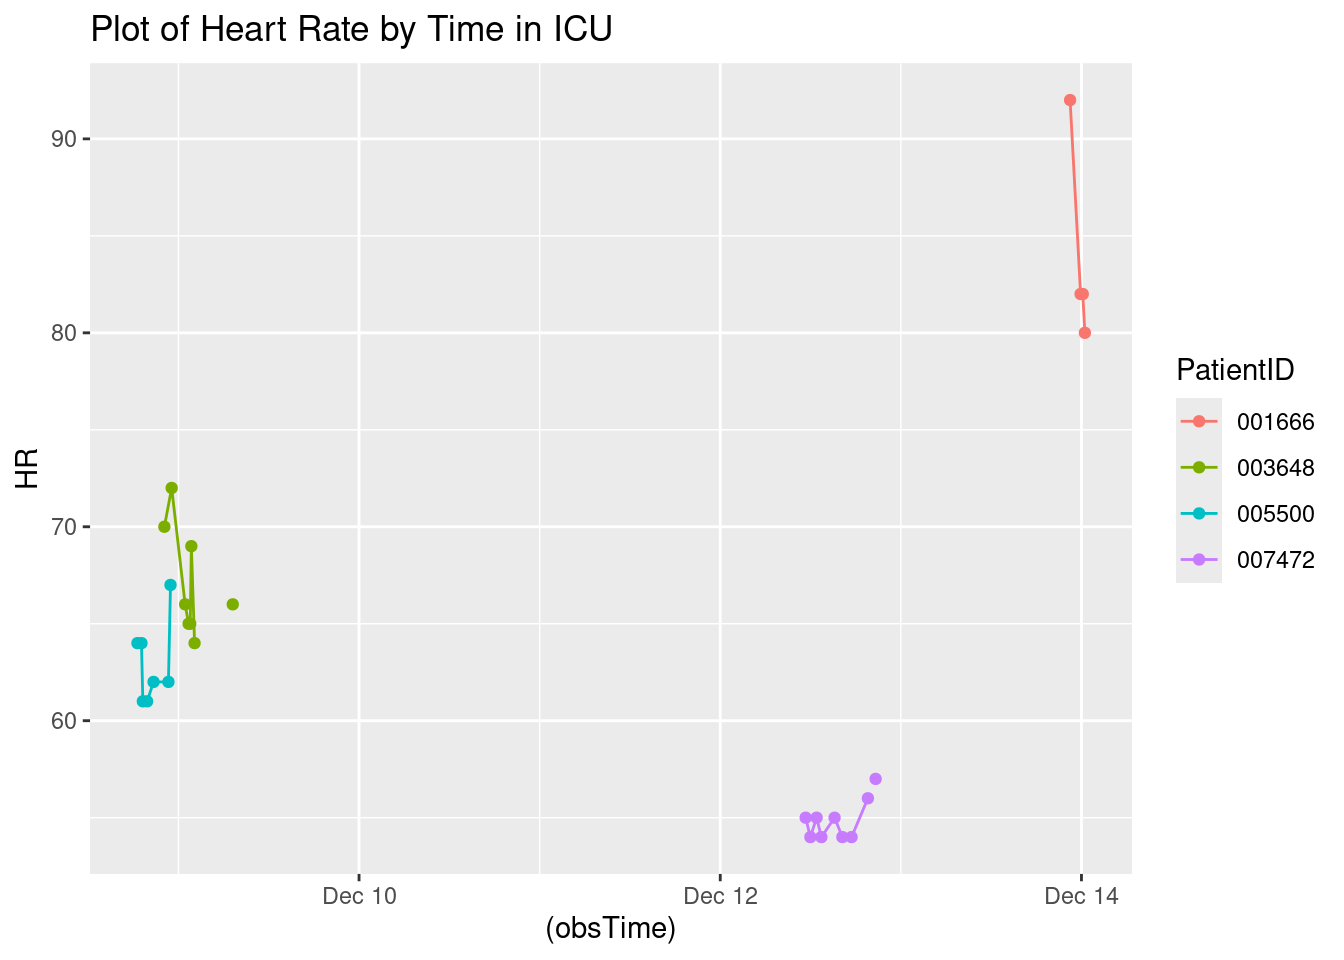 Plot of Heart Rate by Time in ICU
HR
90
80
70
60
Dec 10
Dec 12
Dec 14
(obsTime)
PatientID
001666
003648
005500
007472